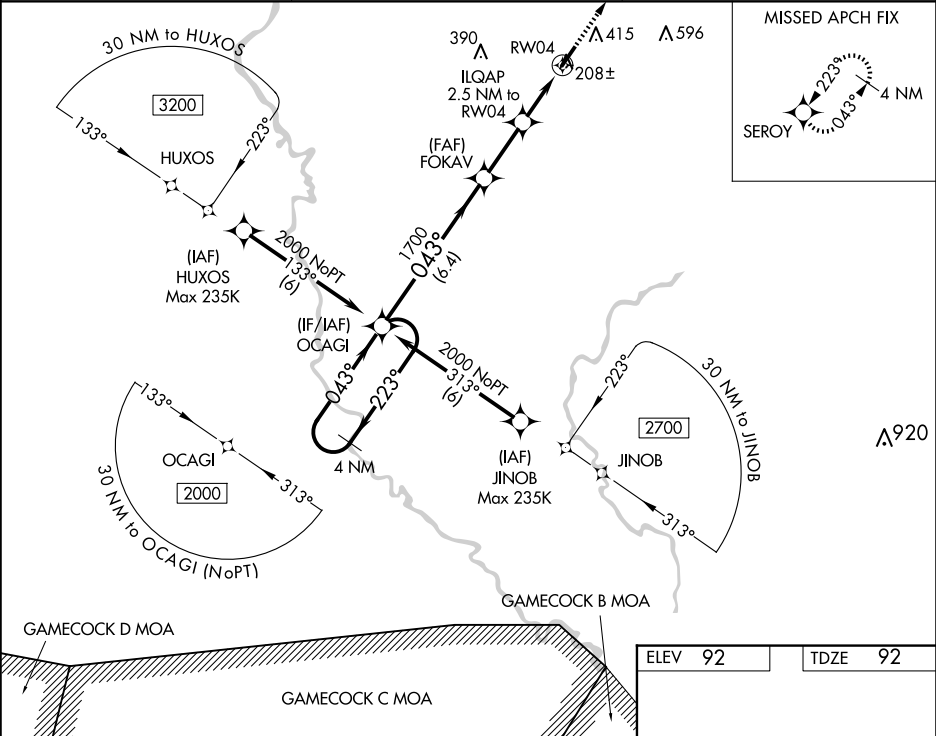 30 NM to HUXOS
3200
133°
223°
HUXOS
(IAF)
HUXOS
Max 235K
2000 NoPT
133°
(6)
390
RW04
415
596
208±
ILQAP
2.5 NM to
RW04
(FAF)
FOKAV
1700
043°
(6.4)
MISSED APCH FIX
223°
043°
4 NM
SEROY
(IF/IAF)
OCAGI
043°
223°
4 NM
2000 NoPT
313°
(6)
(IAF)
JINOB
Max 235K
223°
30 NM to JINOB
2700
JINOB
313°
920
133°
OCAGI
2000
313°
30 NM to OCAGI (NoPT)
GAMECOCK D MOA
GAMECOCK B MOA
GAMECOCK C MOA
ELEV 92
TDZE 92